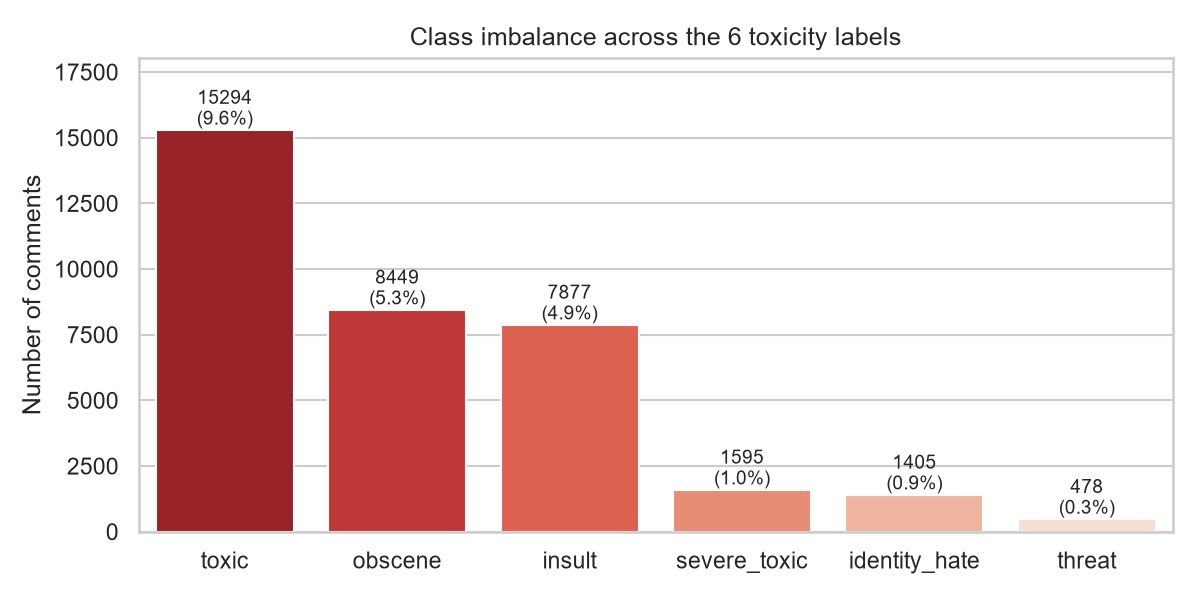 Class imbalance across the 6 toxicity labels
Number of comments
17500
15000
12500
10000
7500
5000
2500
0
15294
(9.6%)
8449
(5.3%)
7877
(4.9%)
1595
(1.0%)
1405
(0.9%)
478
(0.3%)
toxic
obscene
insult
severe_toxic
identity_hate
threat